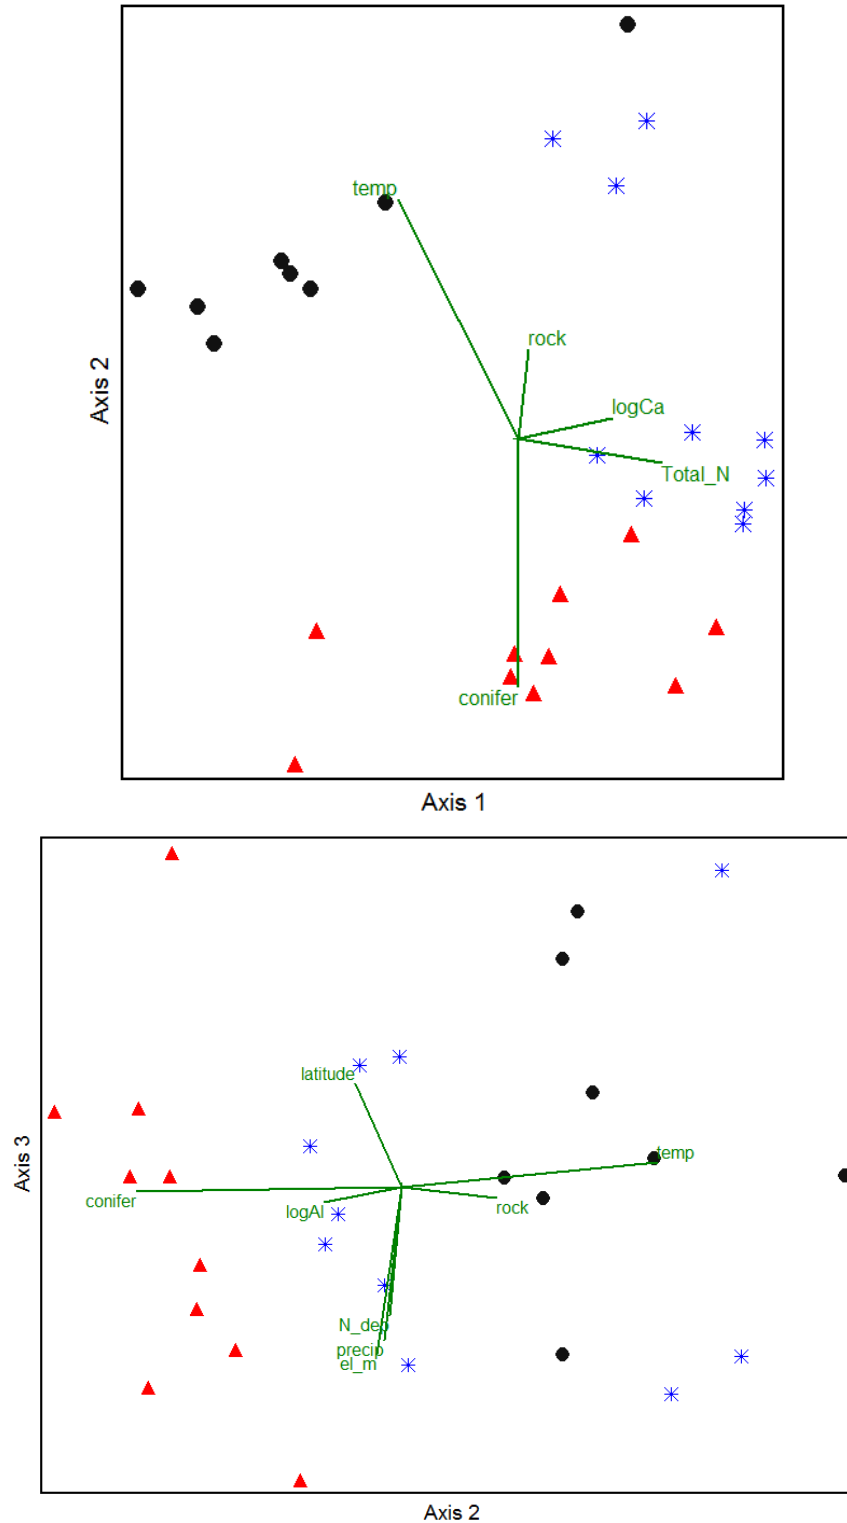 temp
rock
logCa
Total_N
conifer
Axis 2
Axis 1
latitude
temp
conifer
logAl
rock
N_dep
precip
el_m
Axis 3
Axis 2